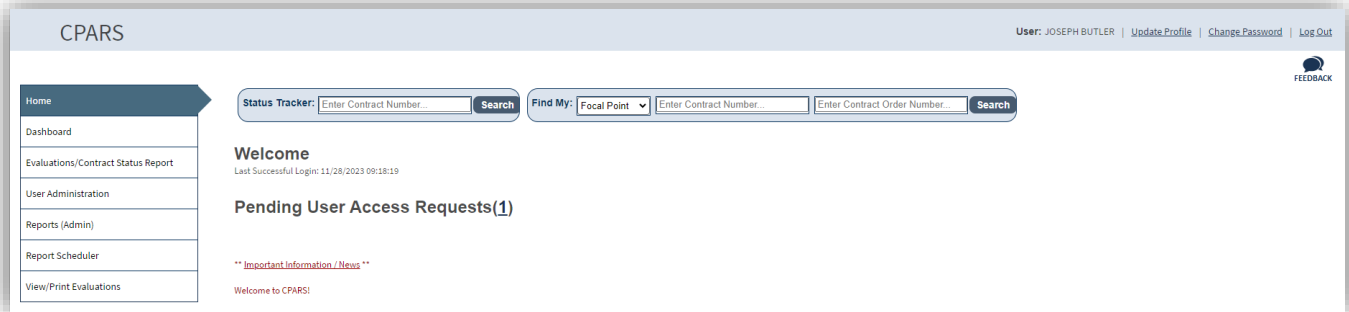 CPARS
User: JOSEPH BUTLER | Update Profile | Change Password | Log Out
FEEDBACK
Home
Dashboard
Evaluations/Contract Status Report
User Administration
Reports (Admin)
Report Scheduler
View/Print Evaluations
Status Tracker: Enter Contract Number... Search
Find My: Focal Point Enter Contract Number... Enter Contract Order Number... Search
Welcome
Last Successful Login: 11/28/2023 09:18:19
Pending User Access Requests(1)
** Important Information / News **
Welcome to CPARS!